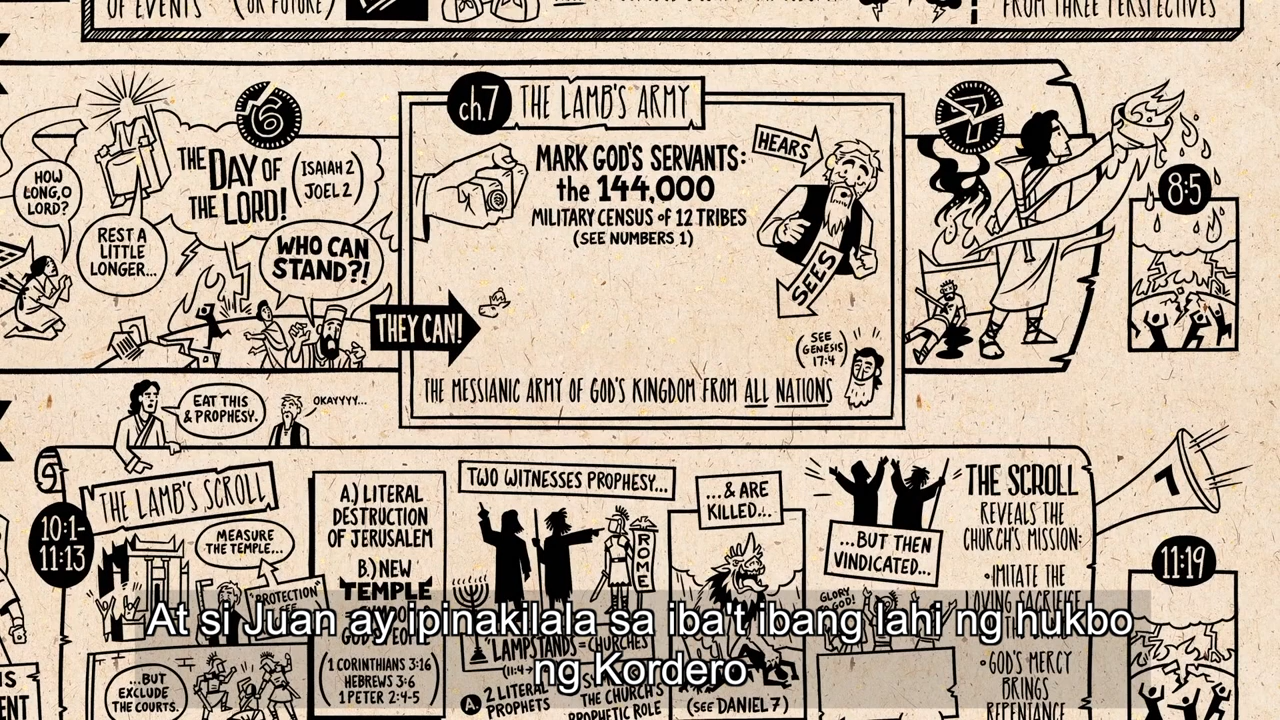 OF EVENTS
OR FUTURE
FROM THREE PERSPECTIVES
HOW
LONG, O
LORD?
REST A
LITTLE
LONGER...
6
THE DAY OF
THE LORD!
(ISAIAH 2
JOEL 2)
WHO CAN
STAND?!
THEY CAN!
ch.7 THE LAMB'S ARMY
MARK GOD'S SERVANTS:
the 144,000
MILITARY CENSUS of 12 TRIBES
(SEE NUMBERS 1)
HEARS
SEES
(SEE
GENESIS
17:4)
THE MESSIANIC ARMY OF GOD'S KINGDOM FROM ALL NATIONS
7
8:5
EAT THIS
& PROPHESY.
OKAYYYY...
10:1-
11:13
THE LAMB'S SCROLL
MEASURE
THE TEMPLE...
"PROTECTION"
...BUT
EXCLUDE
THE COURTS.
A.) LITERAL
DESTRUCTION
OF JERUSALEM
B.) NEW
TEMPLE
(1 CORINTHIANS 3:16
HEBREWS 3:6
1 PETER 2:4-5)
TWO WITNESSES PROPHESY...
ROME
"LAMPSTANDS" = CHURCHES
(11:4
A 2 LITERAL
PROPHETS
THE CHURCH'S
PROPHETIC ROLE
...& ARE
KILLED...
(SEE DANIEL 7)
...BUT THEN
VINDICATED...
GLORY
TO GOD!
THE SCROLL
REVEALS THE
CHURCH'S MISSION:
•IMITATE THE
LOVING SACRIFICE
•GOD'S MERCY
BRINGS
REPENTANCE
7
11:19
At si Juan ay ipinakilala sa iba't ibang lahi ng hukbo
ng Kordero